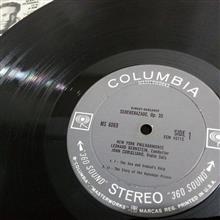 COLUMBIA
RIMSKY-KORSAKOV
SCHEHERAZADE, Op. 35
MS 6069
SIDE 1
NEW YORK PHILHARMONIC
LEONARD BERNSTEIN, Conductor
JOHN CORIGLIANO, Violin Solo
1 - The Sea and Sinbad's Ship
2 - The Story of the Kalendar Prince
"360 SOUND" STEREO "360 SOUND"
"MASTERWORKS"
MARCAS REG. PRINTED IN U.S.A.